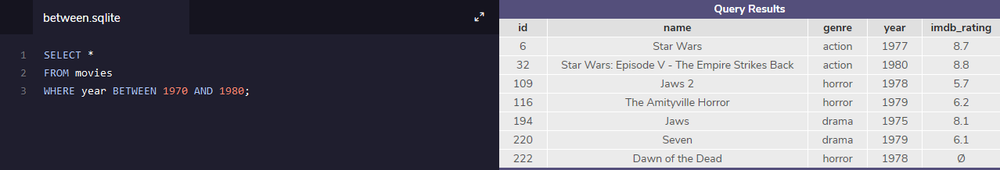 between.sqlite
1 SELECT *
2 FROM movies
3 WHERE year BETWEEN 1970 AND 1980;
Query Results
id name genre year imdb_rating
6 Star Wars action 1977 8.7
32 Star Wars: Episode V - The Empire Strikes Back action 1980 8.8
109 Jaws 2 horror 1978 5.7
116 The Amityville Horror horror 1979 6.2
194 Jaws drama 1975 8.1
220 Seven drama 1979 6.1
222 Dawn of the Dead horror 1978 Ø